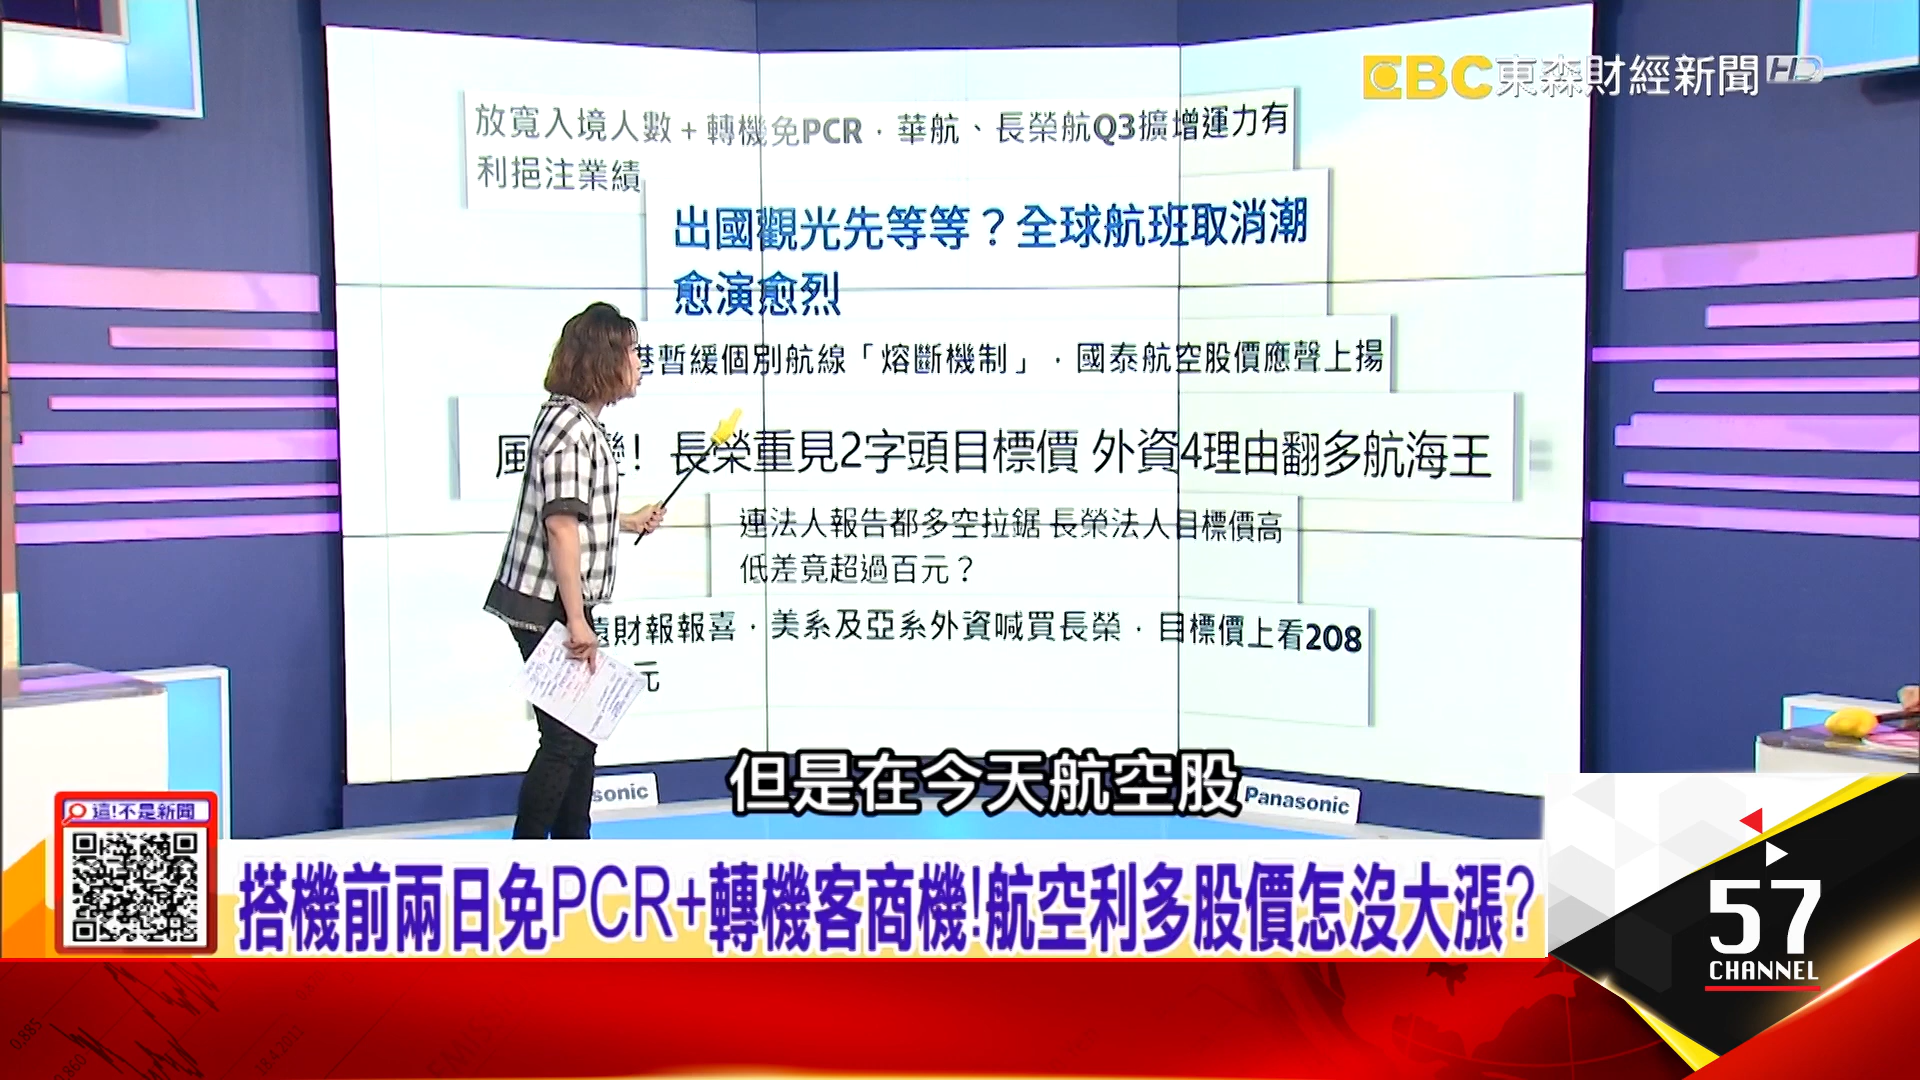 EBC 東森財經新聞 HD
放寬入境人數+轉機免PCR,華航、長榮航Q3擴增運力有
利挹注業績
出國觀光先等等?全球航班取消潮
愈演愈烈
港暫緩個別航線「熔斷機制」,國泰航空股價應聲上揚
風 變! 長榮重見2字頭目標價 外資4理由翻多航海王
連法人報告都多空拉鋸 長榮法人目標價高
低差竟超過百元?
財報報喜,美系及亞系外資喊買長榮,目標價上看208
元
但是在今天航空股
sonic
Panasonic
這!不是新聞
搭機前兩日免PCR+轉機客商機!航空利多股價怎沒大漲?
57
CHANNEL